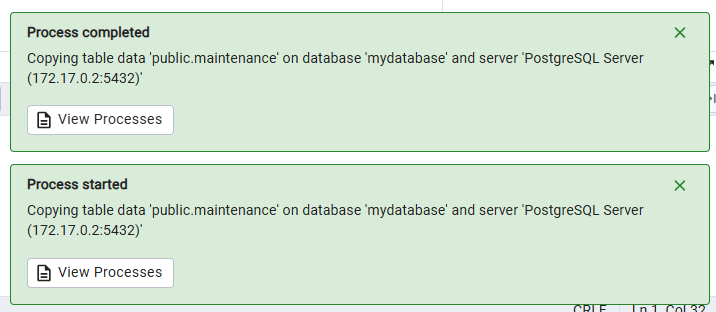 Process completed
Copying table data 'public.maintenance' on database 'mydatabase' and server 'PostgreSQL Server
(172.17.0.2:5432)'
View Processes
Process started
Copying table data 'public.maintenance' on database 'mydatabase' and server 'PostgreSQL Server
(172.17.0.2:5432)'
View Processes
CRLF Ln 1, Col 32